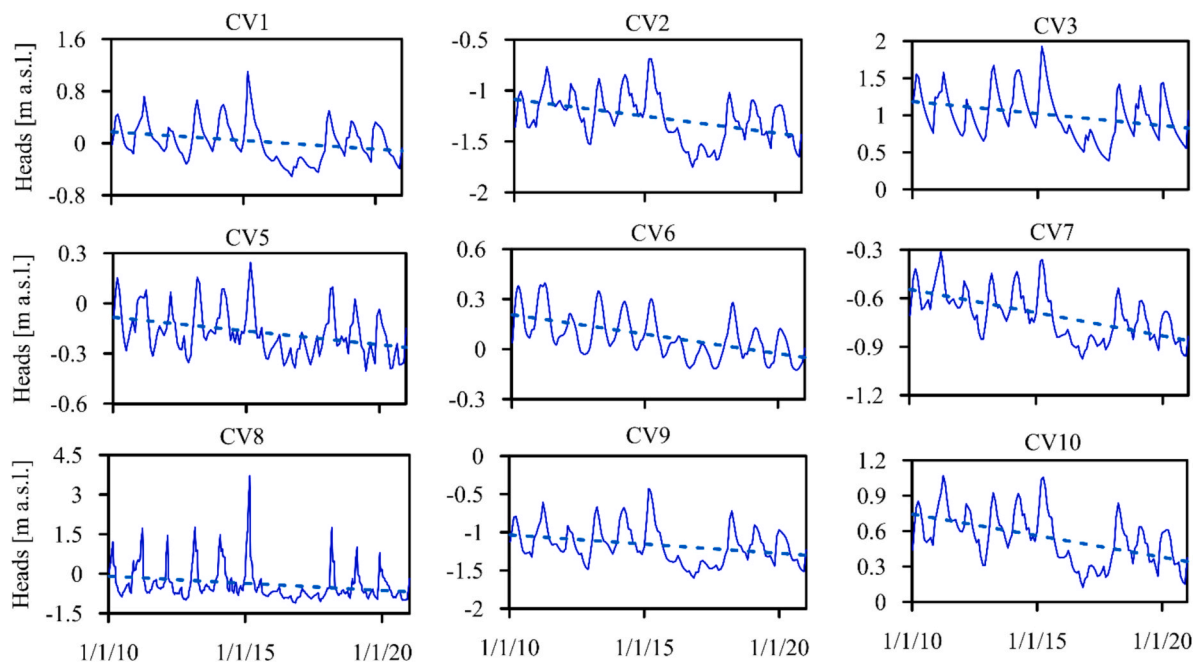 CV1
CV2
CV3
Heads [m a.s.l.]
1.6
0.8
0
-0.8
-0.5
-1
-1.5
-2
2
1.5
1
0.5
0
CV5
CV6
CV7
Heads [m a.s.l.]
0.3
0
-0.3
-0.6
0.6
0.3
0
-0.3
-0.3
-0.6
-0.9
-1.2
CV8
CV9
CV10
Heads [m a.s.l.]
4.5
3
1.5
0
-1.5
0
-0.5
-1
-1.5
-2
1.2
0.9
0.6
0.3
0
1/1/10 1/1/15 1/1/20
1/1/10 1/1/15 1/1/20
1/1/10 1/1/15 1/1/20